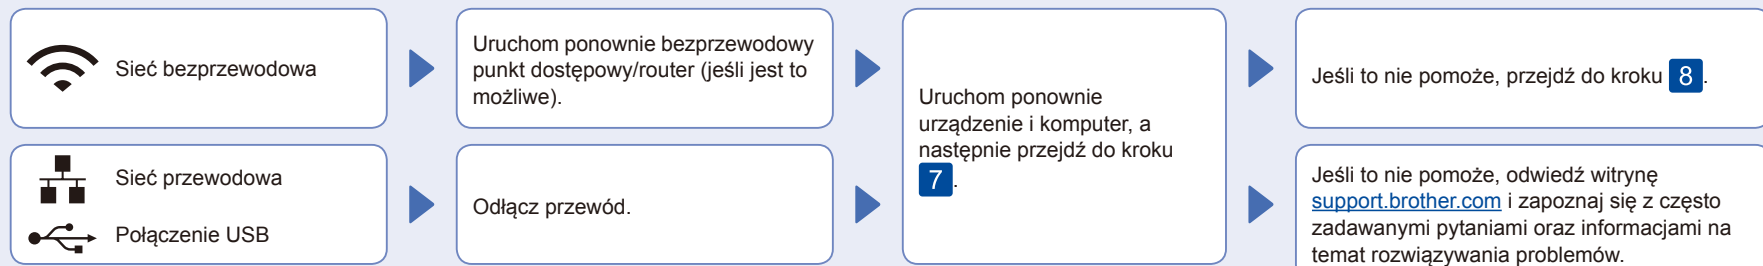 Sieć bezprzewodowa
Uruchom ponownie bezprzewodowy
punkt dostępowy/router (jeśli jest to
możliwe).
Uruchom ponownie
urządzenie i komputer, a
następnie przejdź do kroku
7.
Jeśli to nie pomoże, przejdź do kroku 8.
Sieć przewodowa
Połączenie USB
Odłącz przewód.
Jeśli to nie pomoże, odwiedź witrynę
support.brother.com i zapoznaj się z często
zadawanymi pytaniami oraz informacjami na
temat rozwiązywania problemów.